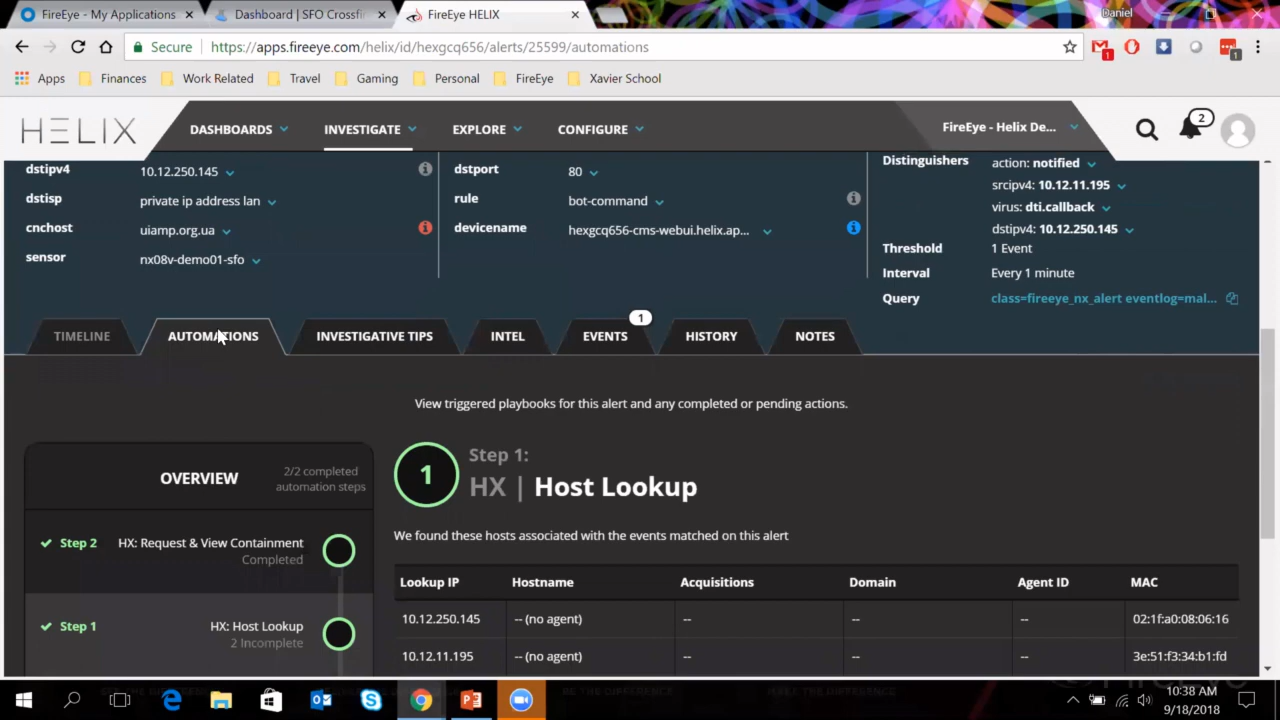 FireEye - My Applications
Dashboard | SFO Crossfi
FireEye HELIX
Daniel
Secure
https://apps.fireeye.com/helix/id/hexgcq656/alerts/25599/automations
1
1
Apps
Finances
Work Related
Travel
Gaming
Personal
FireEye
Xavier School
HELIX
DASHBOARDS
INVESTIGATE
EXPLORE
CONFIGURE
FireEye - Helix De...
2
dstipv4
10.12.250.145
dstport
80
Distinguishers
action: notified
dstisp
private ip address lan
rule
bot-command
srcipv4: 10.12.11.195
cnchost
uiamp.org.ua
devicename
hexgcq656-cms-webui.helix.ap...
virus: dti.callback
dstipv4: 10.12.250.145
sensor
nx08v-demo01-sfo
Threshold
1 Event
Interval
Every 1 minute
Query
class=fireeye_nx_alert eventlog=mal...
TIMELINE
AUTOMATIONS
INVESTIGATIVE TIPS
INTEL
EVENTS
1
HISTORY
NOTES
View triggered playbooks for this alert and any completed or pending actions.
OVERVIEW
2/2 completed
automation steps
Step 2
HX: Request & View Containment
Completed
Step 1
HX: Host Lookup
2 Incomplete
1
Step 1:
HX | Host Lookup
We found these hosts associated with the events matched on this alert
Lookup IP Hostname Acquisitions Domain Agent ID MAC
10.12.250.145 -- (no agent) -- -- -- 02:1f:a0:08:06:16
10.12.11.195 -- (no agent) -- -- -- 3e:51:f3:34:b1:fd
10:38 AM
9/18/2018